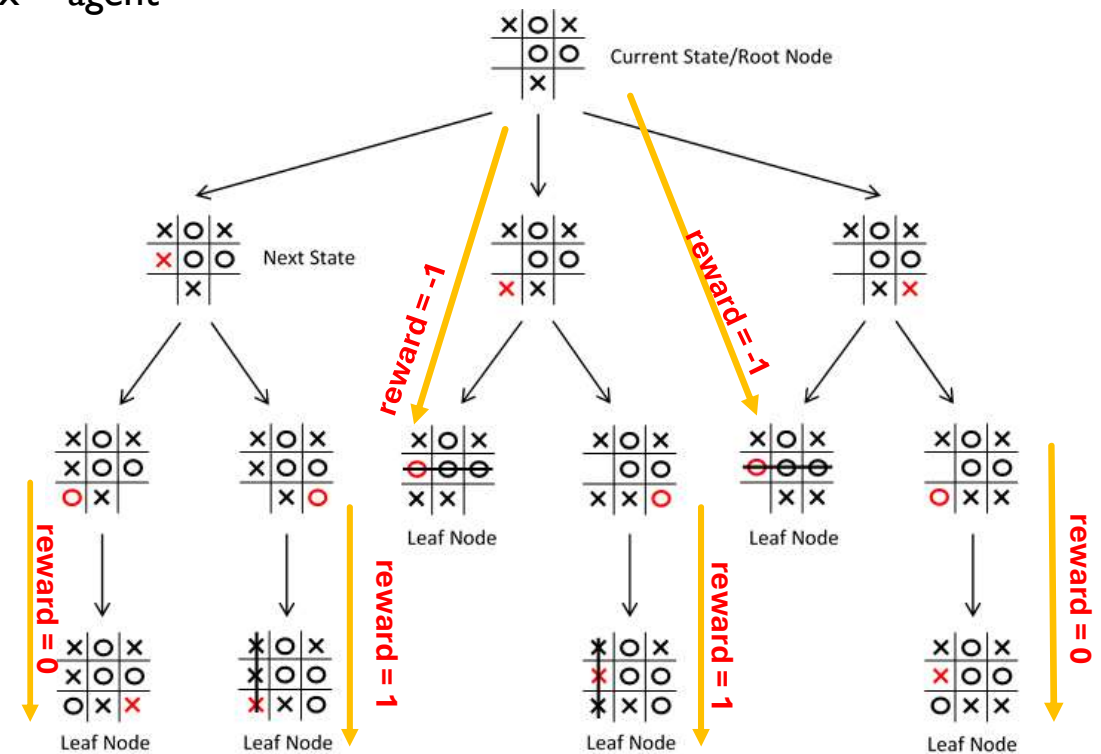 x agent
Current State/Root Node
Next State
reward = -1
reward = -1
Leaf Node
Leaf Node
reward = 0
reward = 1
reward = 1
reward = 0
Leaf Node
Leaf Node
Leaf Node
Leaf Node